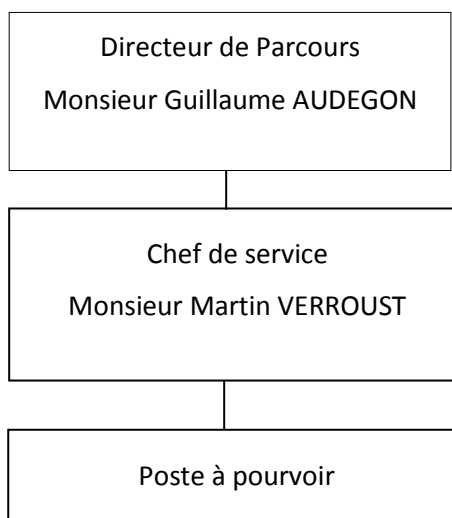 Directeur de Parcours
Monsieur Guillaume AUDEGON
Chef de service
Monsieur Martin VERROUST
Poste à pourvoir